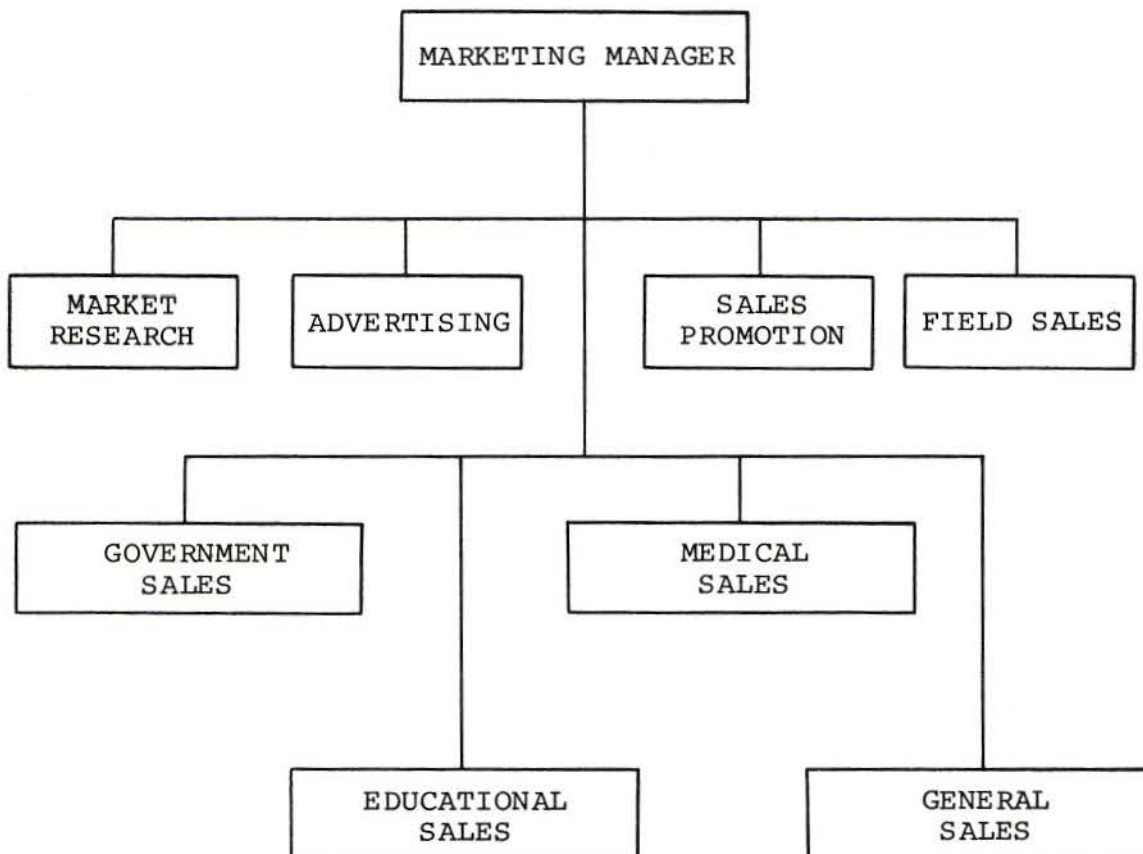 MARKETING MANAGER
MARKET
RESEARCH
ADVERTISING
SALES
PROMOTION
FIELD SALES
GOVERNMENT
SALES
MEDICAL
SALES
EDUCATIONAL
SALES
GENERAL
SALES